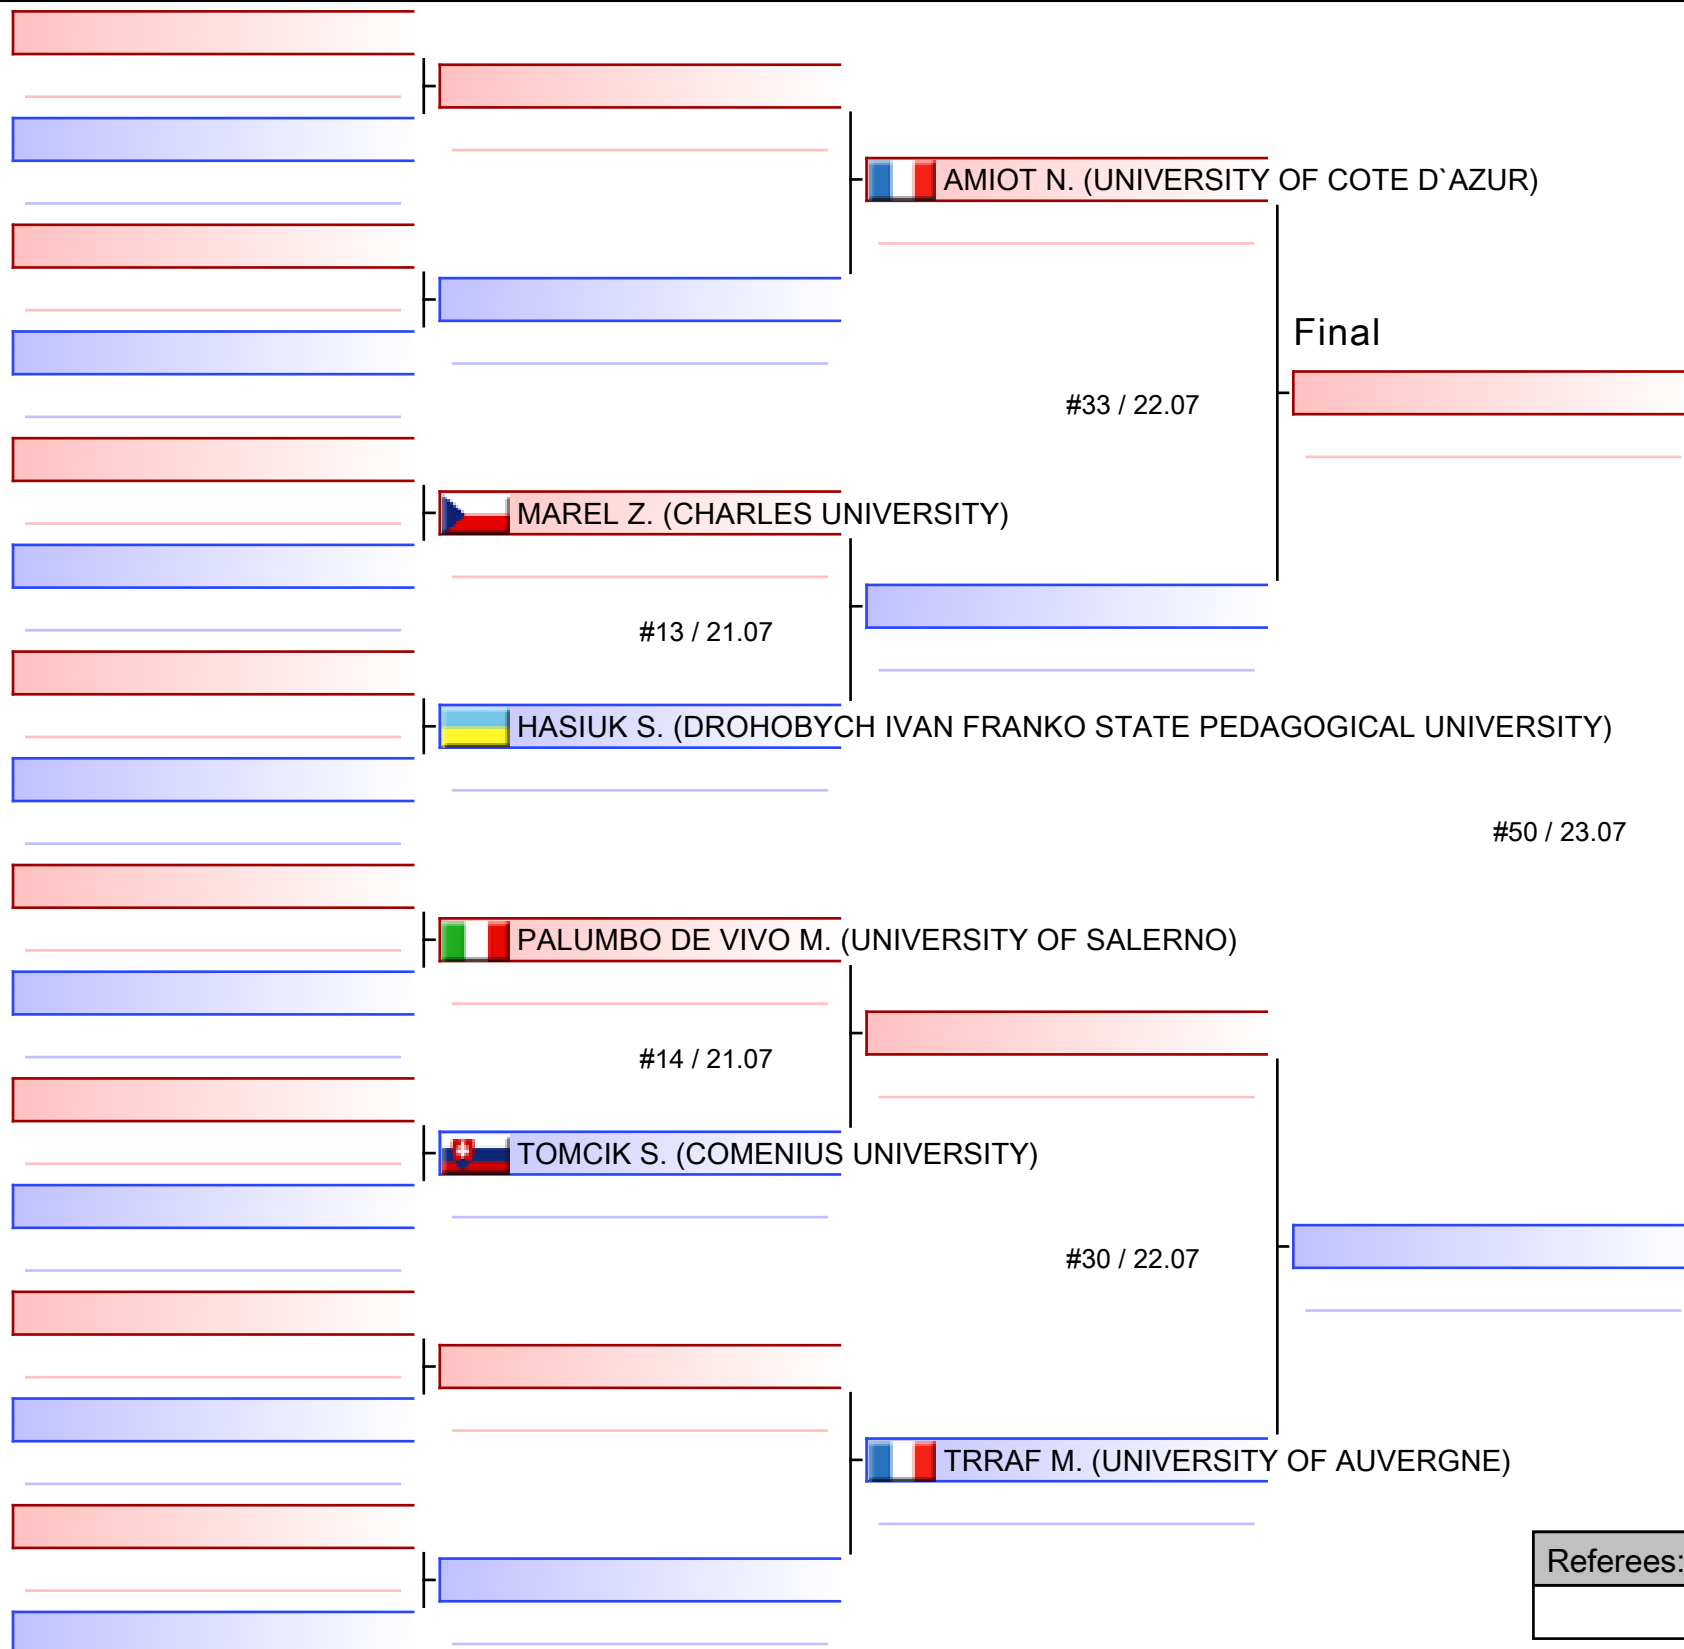 AMIOT N. (UNIVERSITY OF COTE D`AZUR)
Final
#33 / 22.07
MAREL Z. (CHARLES UNIVERSITY)
#13 / 21.07
HASIUK S. (DROHOBYCH IVAN FRANKO STATE PEDAGOGICAL UNIVERSITY)
#50 / 23.07
PALUMBO DE VIVO M. (UNIVERSITY OF SALERNO)
#14 / 21.07
TOMCIK S. (COMENIUS UNIVERSITY)
#30 / 22.07
TRRAF M. (UNIVERSITY OF AUVERGNE)
Referees: